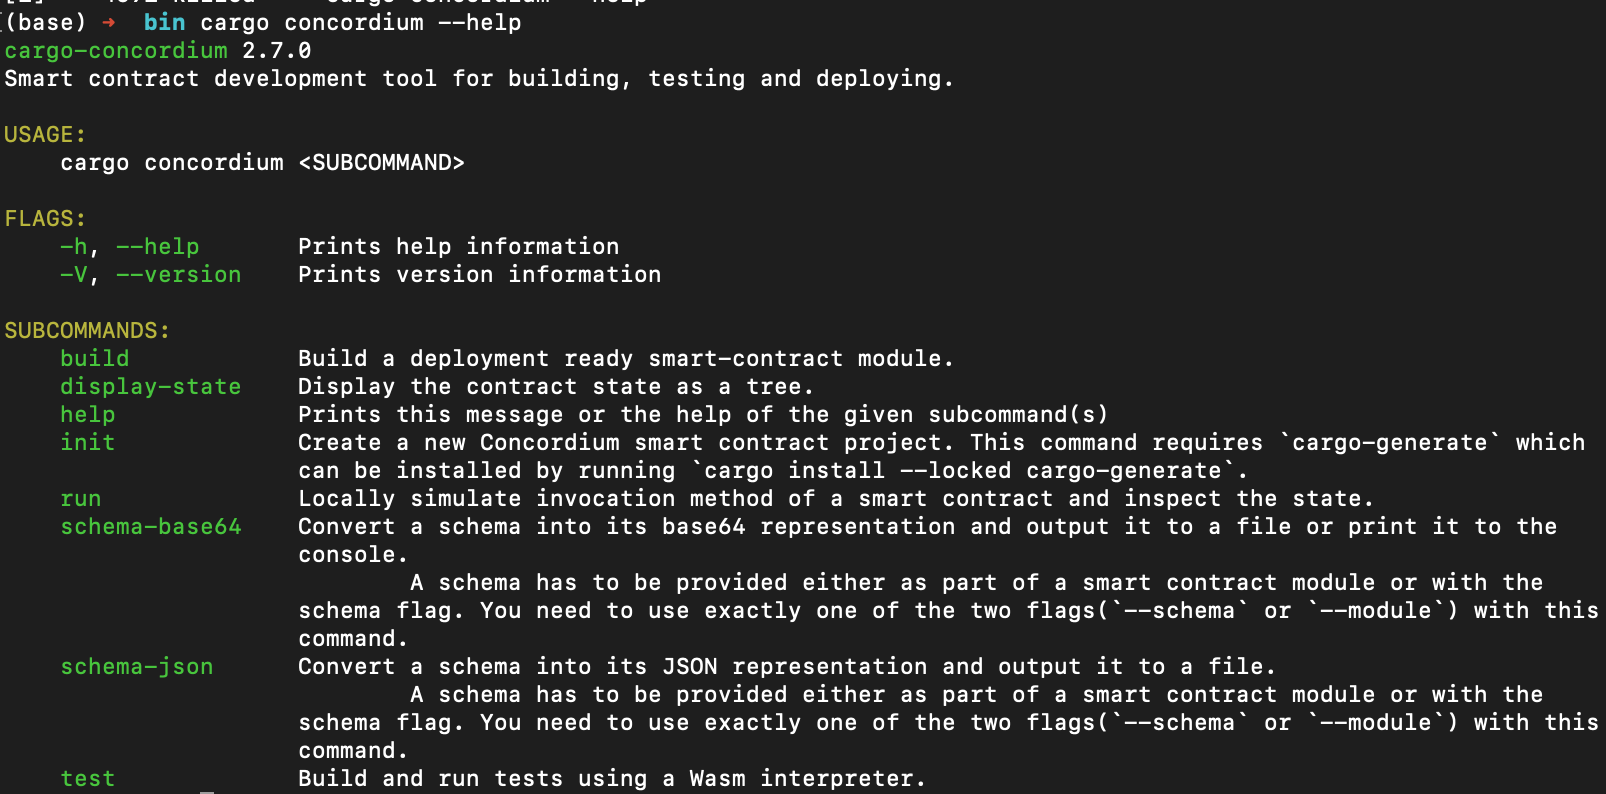 (base) ➜  bin cargo concordium --help
cargo-concordium 2.7.0
Smart contract development tool for building, testing and deploying.

USAGE:
    cargo concordium <SUBCOMMAND>

FLAGS:
    -h, --help       Prints help information
    -V, --version    Prints version information

SUBCOMMANDS:
    build            Build a deployment ready smart-contract module.
    display-state    Display the contract state as a tree.
    help             Prints this message or the help of the given subcommand(s)
    init             Create a new Concordium smart contract project. This command requires `cargo-generate` which
                     can be installed by running `cargo install --locked cargo-generate`.
    run              Locally simulate invocation method of a smart contract and inspect the state.
    schema-base64    Convert a schema into its base64 representation and output it to a file or print it to the
                     console.
                             A schema has to be provided either as part of a smart contract module or with the
                     schema flag. You need to use exactly one of the two flags(`--schema` or `--module`) with this
                     command.
    schema-json      Convert a schema into its JSON representation and output it to a file.
                             A schema has to be provided either as part of a smart contract module or with the
                     schema flag. You need to use exactly one of the two flags(`--schema` or `--module`) with this
                     command.
    test             Build and run tests using a Wasm interpreter.